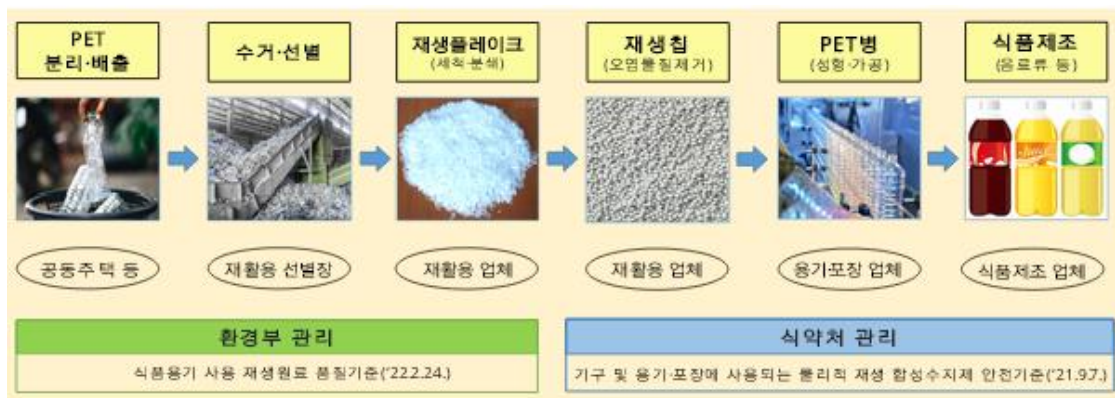 PET
분리·배출
수거·선별
재생플레이크
(세척·분쇄)
재생칩
(오염물질제거)
PET병
(성형·가공)
식품제조
(음료류 등)
공동주택 등
재활용 선별장
재활용 업체
재활용 업체
용기·포장 업체
식품제조 업체
환경부 관리
식품용기 사용 재생원료 품질기준('22.2.24.)
식약처 관리
기구 및 용기·포장에 사용되는 물리적 재생 합성수지제 안전기준('21.9.7.)